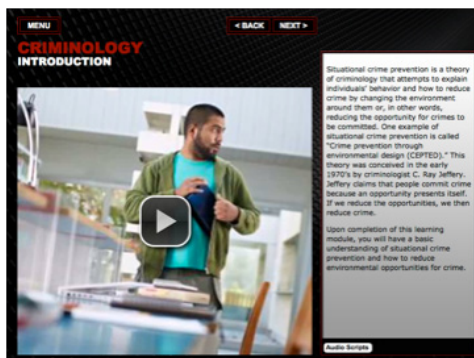 MENU
< BACK
NEXT >
CRIMINOLOGY
INTRODUCTION
Situational crime prevention is a theory
of criminology that attempts to explain
individuals' behavior and how to reduce
crime by changing the environment
around them or, in other words,
reducing the opportunity for crimes to
be committed. One example of
situational crime prevention is called
"Crime prevention through
environmental design (CEPTED)." This
theory was conceived in the early
1970's by criminologist C. Ray Jeffery.
Jeffery claims that people commit crime
because an opportunity presents itself.
If we reduce the opportunities, we then
reduce crime.
Upon completion of this learning
module, you will have a basic
understanding of situational crime
prevention and how to reduce
environmental opportunities for crime.
Audio Scripts